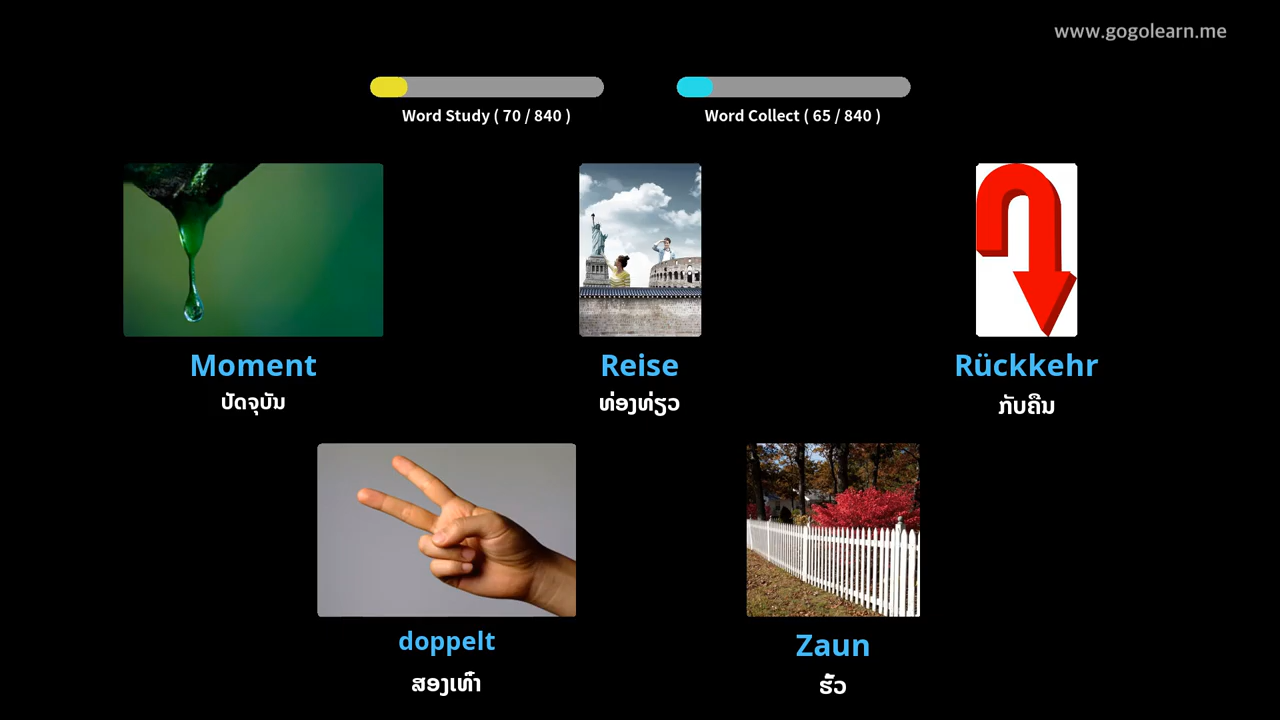 www.gogolearn.me
Word Study ( 70 / 840 )
Word Collect ( 65 / 840 )
Moment
Reise
Rückkehr
ປັດຈຸບັນ
ທ່ອງທ່ຽວ
ກັບຄືນ
doppelt
Zaun
ສອງເທົ່າ
ຮົ້ວ